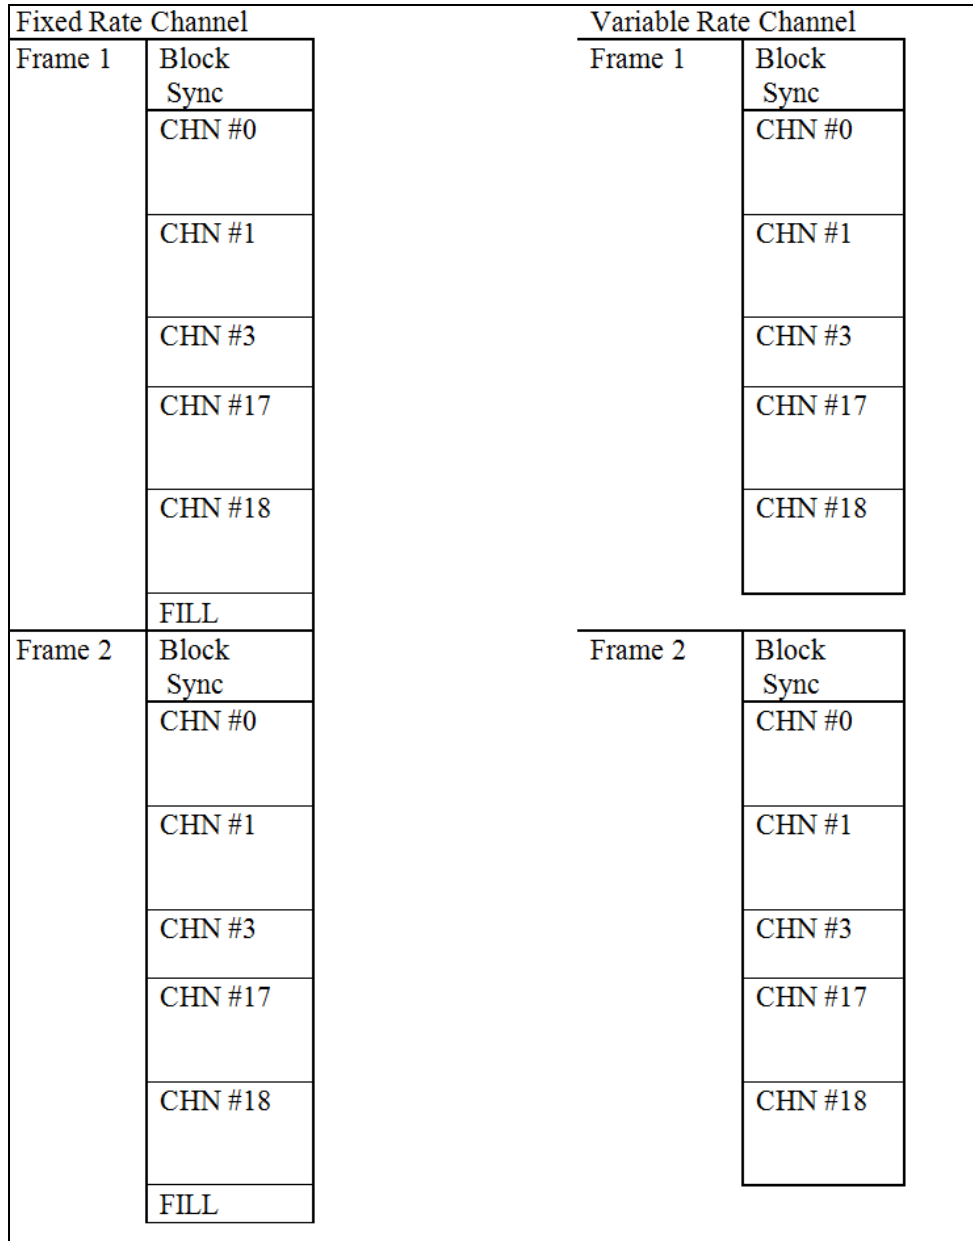 Fixed Rate Channel
Frame 1
Block
Sync
CHN #0
CHN #1
CHN #3
CHN #17
CHN #18
FILL
Frame 2
Block
Sync
CHN #0
CHN #1
CHN #3
CHN #17
CHN #18
FILL
Variable Rate Channel
Frame 1
Block
Sync
CHN #0
CHN #1
CHN #3
CHN #17
CHN #18
Frame 2
Block
Sync
CHN #0
CHN #1
CHN #3
CHN #17
CHN #18